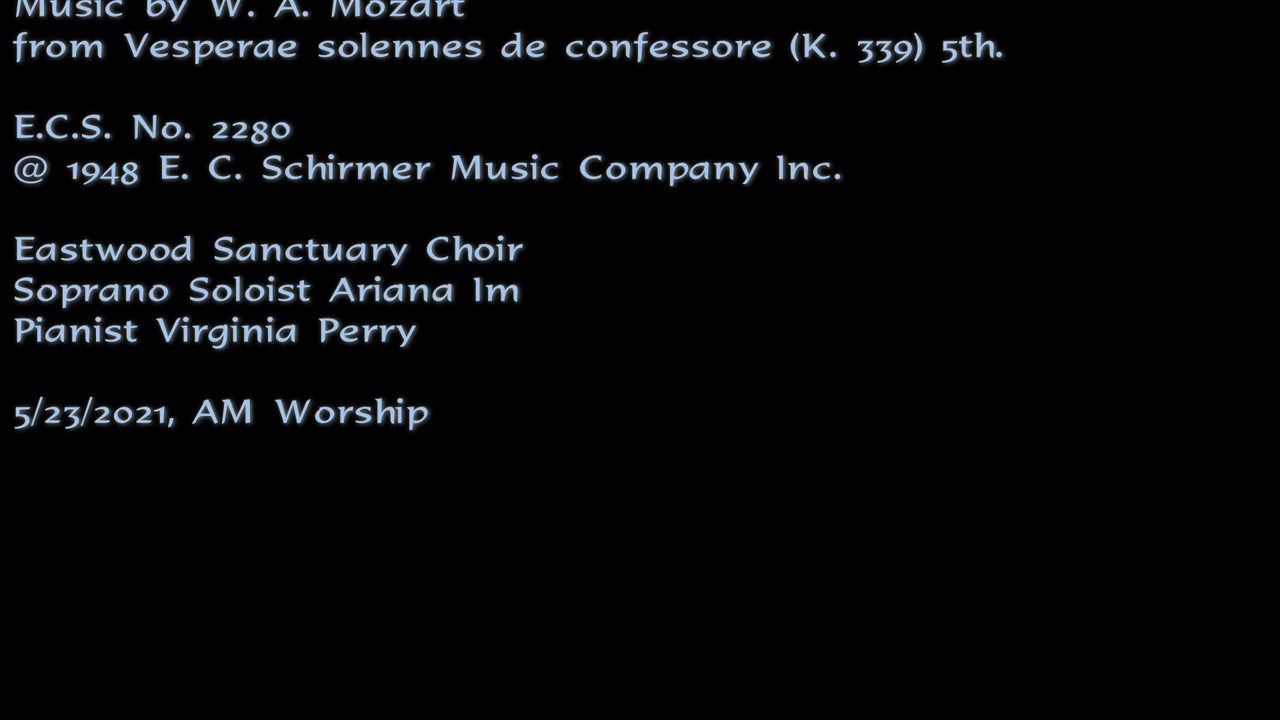 Music by W. A. Mozart
from Vesperae solennes de confessore (K. 339) 5th.
E.C.S. No. 2280
@ 1948 E. C. Schirmer Music Company Inc.
Eastwood Sanctuary Choir
Soprano Soloist Ariana Im
Pianist Virginia Perry
5/23/2021, AM Worship